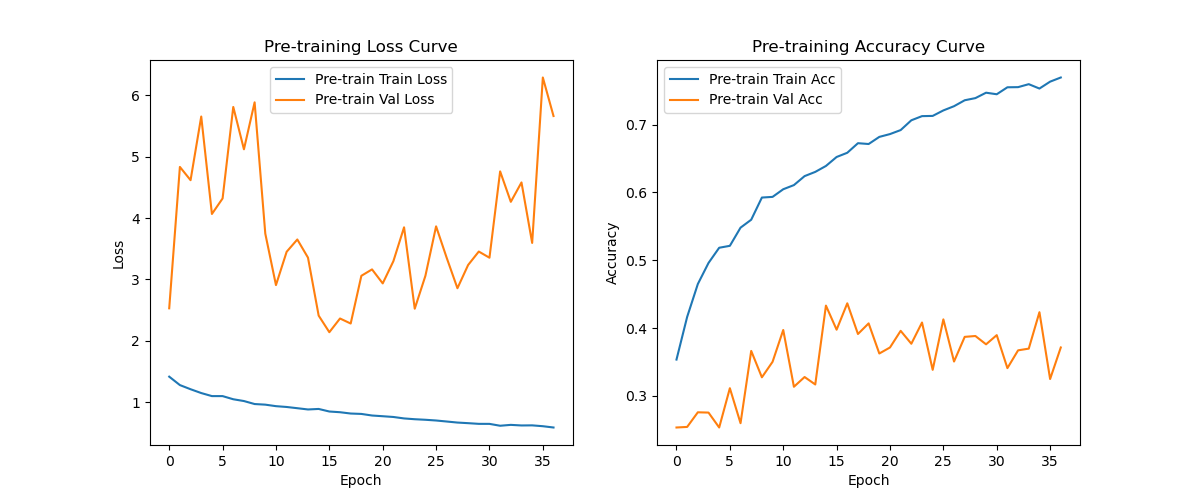 Pre-training Loss Curve
Pre-train Train Loss
Pre-train Val Loss
6
5
4
3
2
1
Loss
0 5 10 15 20 25 30 35
Epoch
Pre-training Accuracy Curve
Pre-train Train Acc
Pre-train Val Acc
0.7
0.6
0.5
0.4
0.3
Accuracy
0 5 10 15 20 25 30 35
Epoch